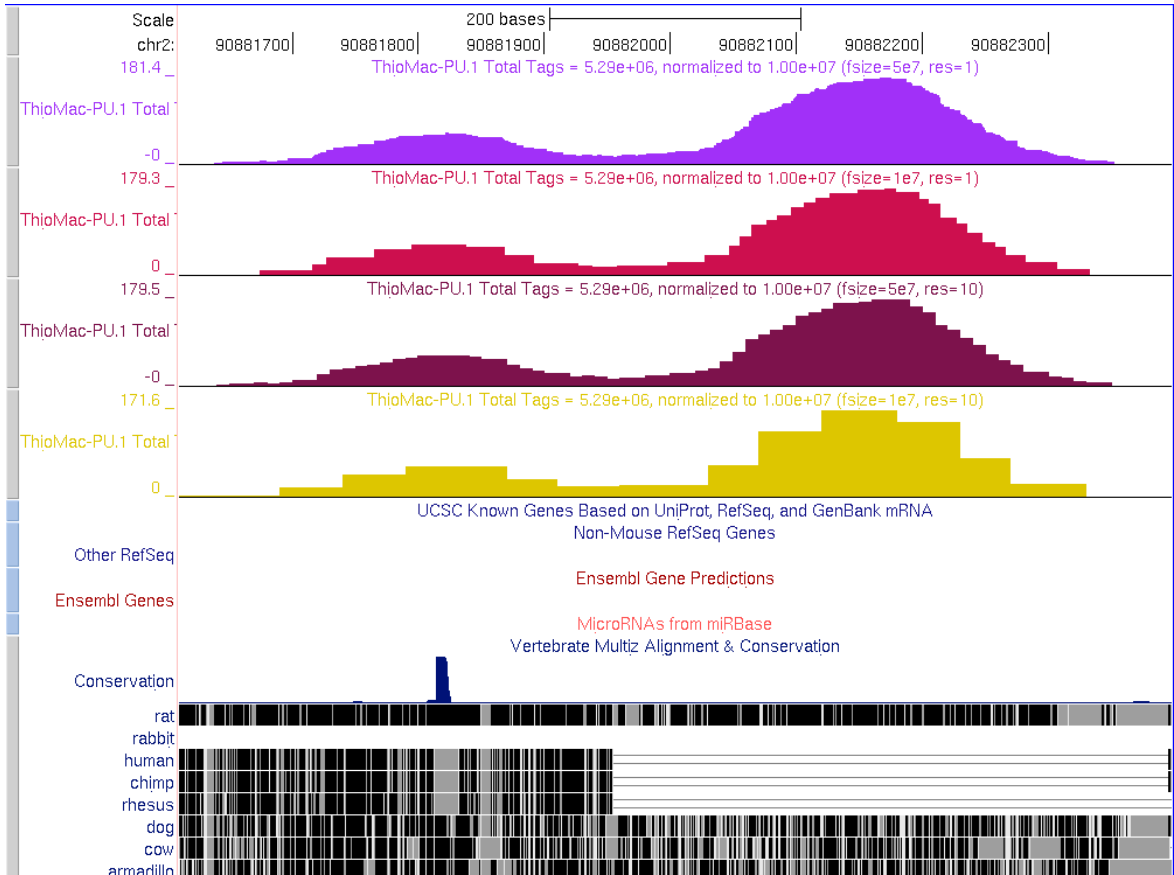 Scale 200 bases
chr2: 90881700 90881800 90881900 90882000 90882100 90882200 90882300
181.4 _ ThioMac-PU.1 Total Tags = 5.29e+06, normalized to 1.00e+07 (fsize=5e7, res=1)
ThioMac-PU.1 Total
-0 _
179.3 _ ThioMac-PU.1 Total Tags = 5.29e+06, normalized to 1.00e+07 (fsize=1e7, res=1)
ThioMac-PU.1 Total
0 _
179.5 _ ThioMac-PU.1 Total Tags = 5.29e+06, normalized to 1.00e+07 (fsize=5e7, res=10)
ThioMac-PU.1 Total
-0 _
171.6 _ ThioMac-PU.1 Total Tags = 5.29e+06, normalized to 1.00e+07 (fsize=1e7, res=10)
ThioMac-PU.1 Total
0 _
UCSC Known Genes Based on UniProt, RefSeq, and GenBank mRNA
Non-Mouse RefSeq Genes
Other RefSeq
Ensembl Gene Predictions
Ensembl Genes
MicroRNAs from miRBase
Vertebrate Multiz Alignment & Conservation
Conservation
rat
rabbit
human
chimp
rhesus
dog
cow
armadillo